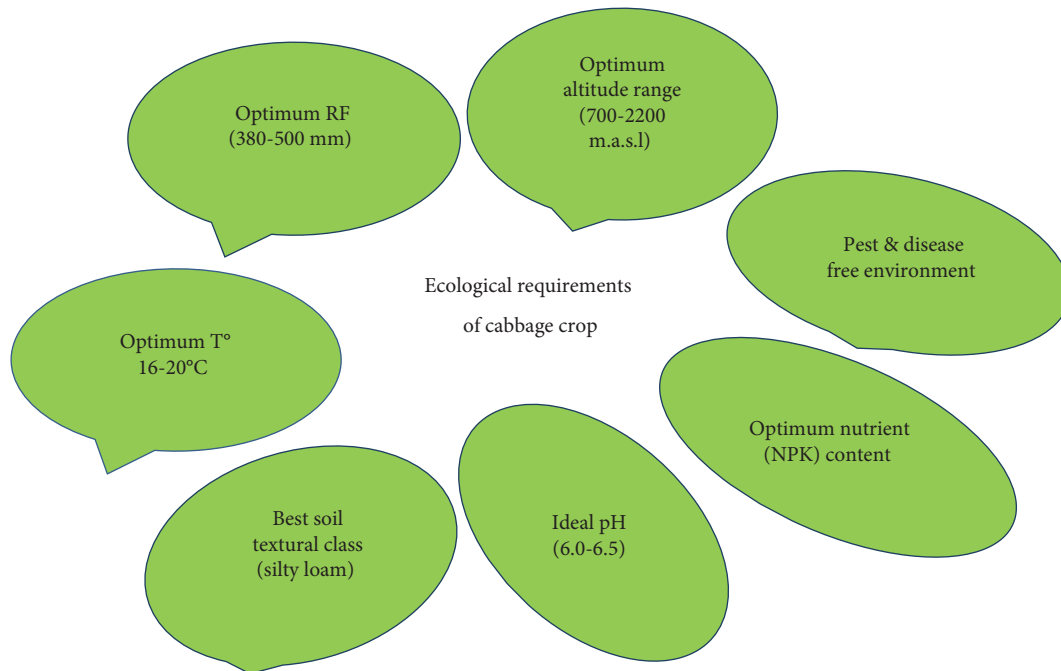 Optimum RF
(380-500 mm)
Optimum
altitude range
(700-2200
m.a.s.l)
Pest & disease
free environment
Ecological requirements
of cabbage crop
Optimum T°
16-20°C
Optimum nutrient
(NPK) content
Best soil
textural class
(silty loam)
Ideal pH
(6.0-6.5)